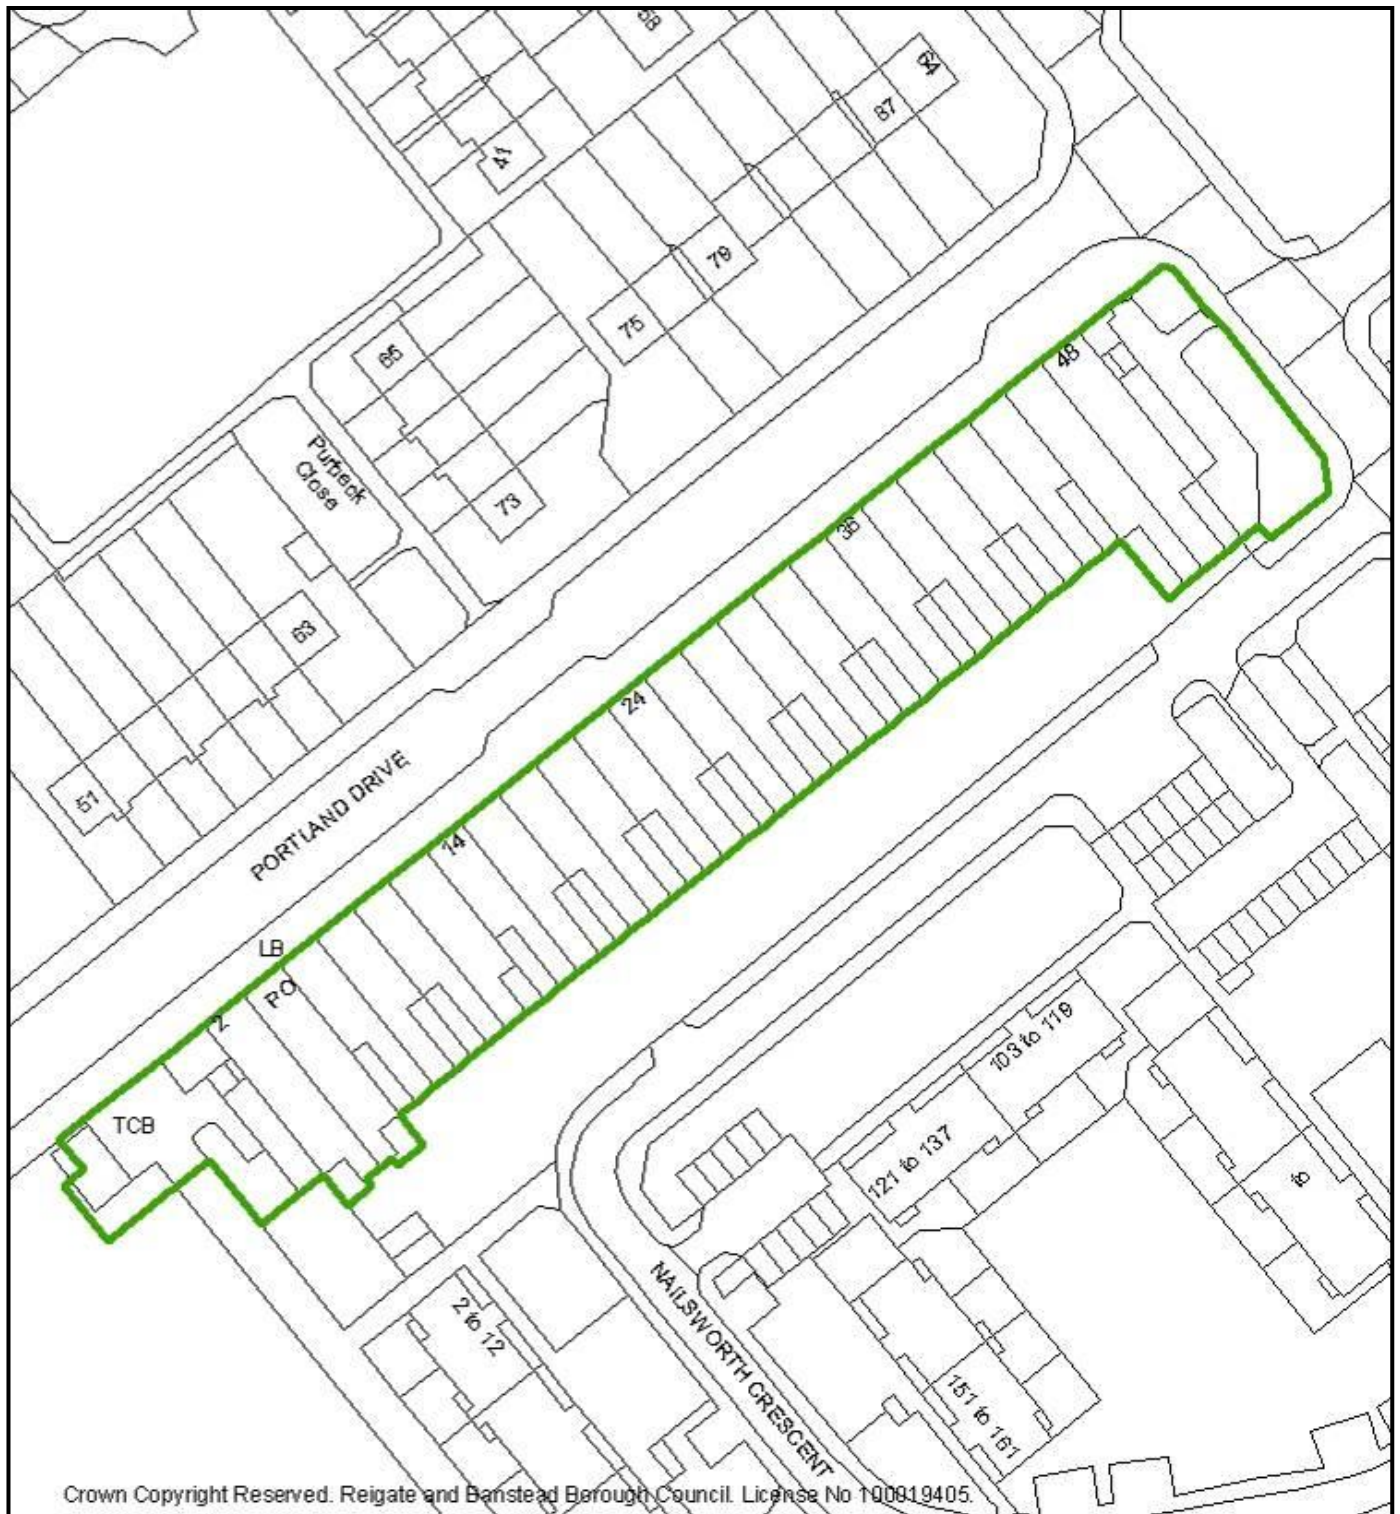 58
64
87
41
79
75
65
48
Purbeck
Close
73
36
63
24
51
PORTLAND DRIVE
14
LB
PO
2
TCB
103 to 119
121 to 137
to
2 to 12
NAILSWORTH CRESCENT
151 to 161
Crown Copyright Reserved. Reigate and Banstead Borough Council. License No 100019405.